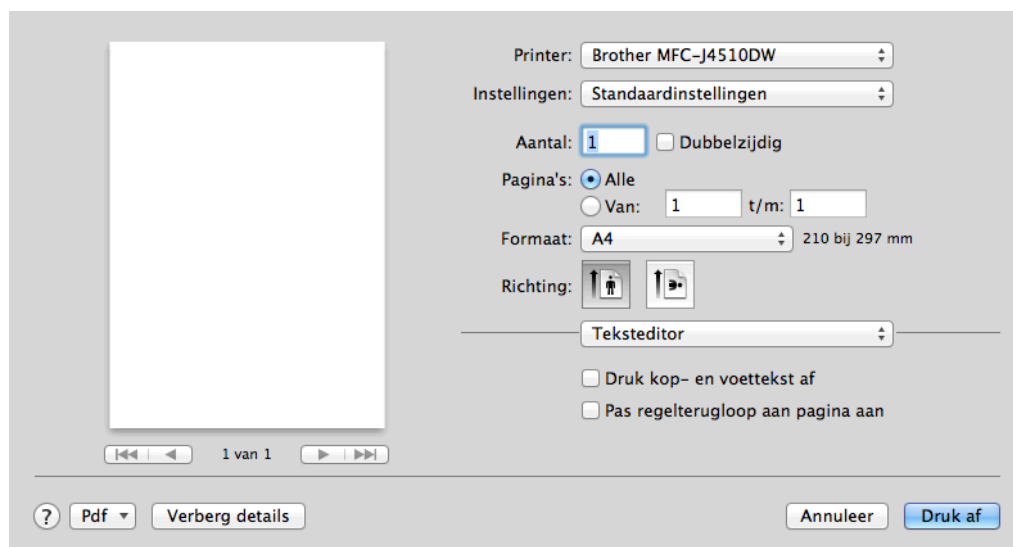 Printer: Brother MFC-J4510DW
Instellingen: Standaardinstellingen
Aantal: 1 Dubbelzijdig
Pagina's: Alle
Van: 1 t/m: 1
Formaat: A4 210 bij 297 mm
Richting:
Teksteditor
Druk kop- en voettekst af
Pas regelterugloop aan pagina aan
1 van 1
? Pdf Verberg details Annuleer Druk af